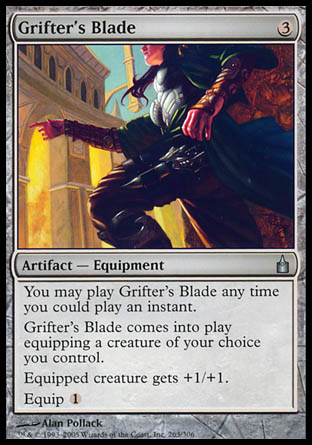 Grifter's Blade 3
Artifact — Equipment
You may play Grifter's Blade any time
you could play an instant.
Grifter's Blade comes into play
equipping a creature of your choice
you control.
Equipped creature gets +1/+1.
Equip 1
Alan Pollack
™ & © 1993–2005 Wizards of the Coast, Inc. 263/306